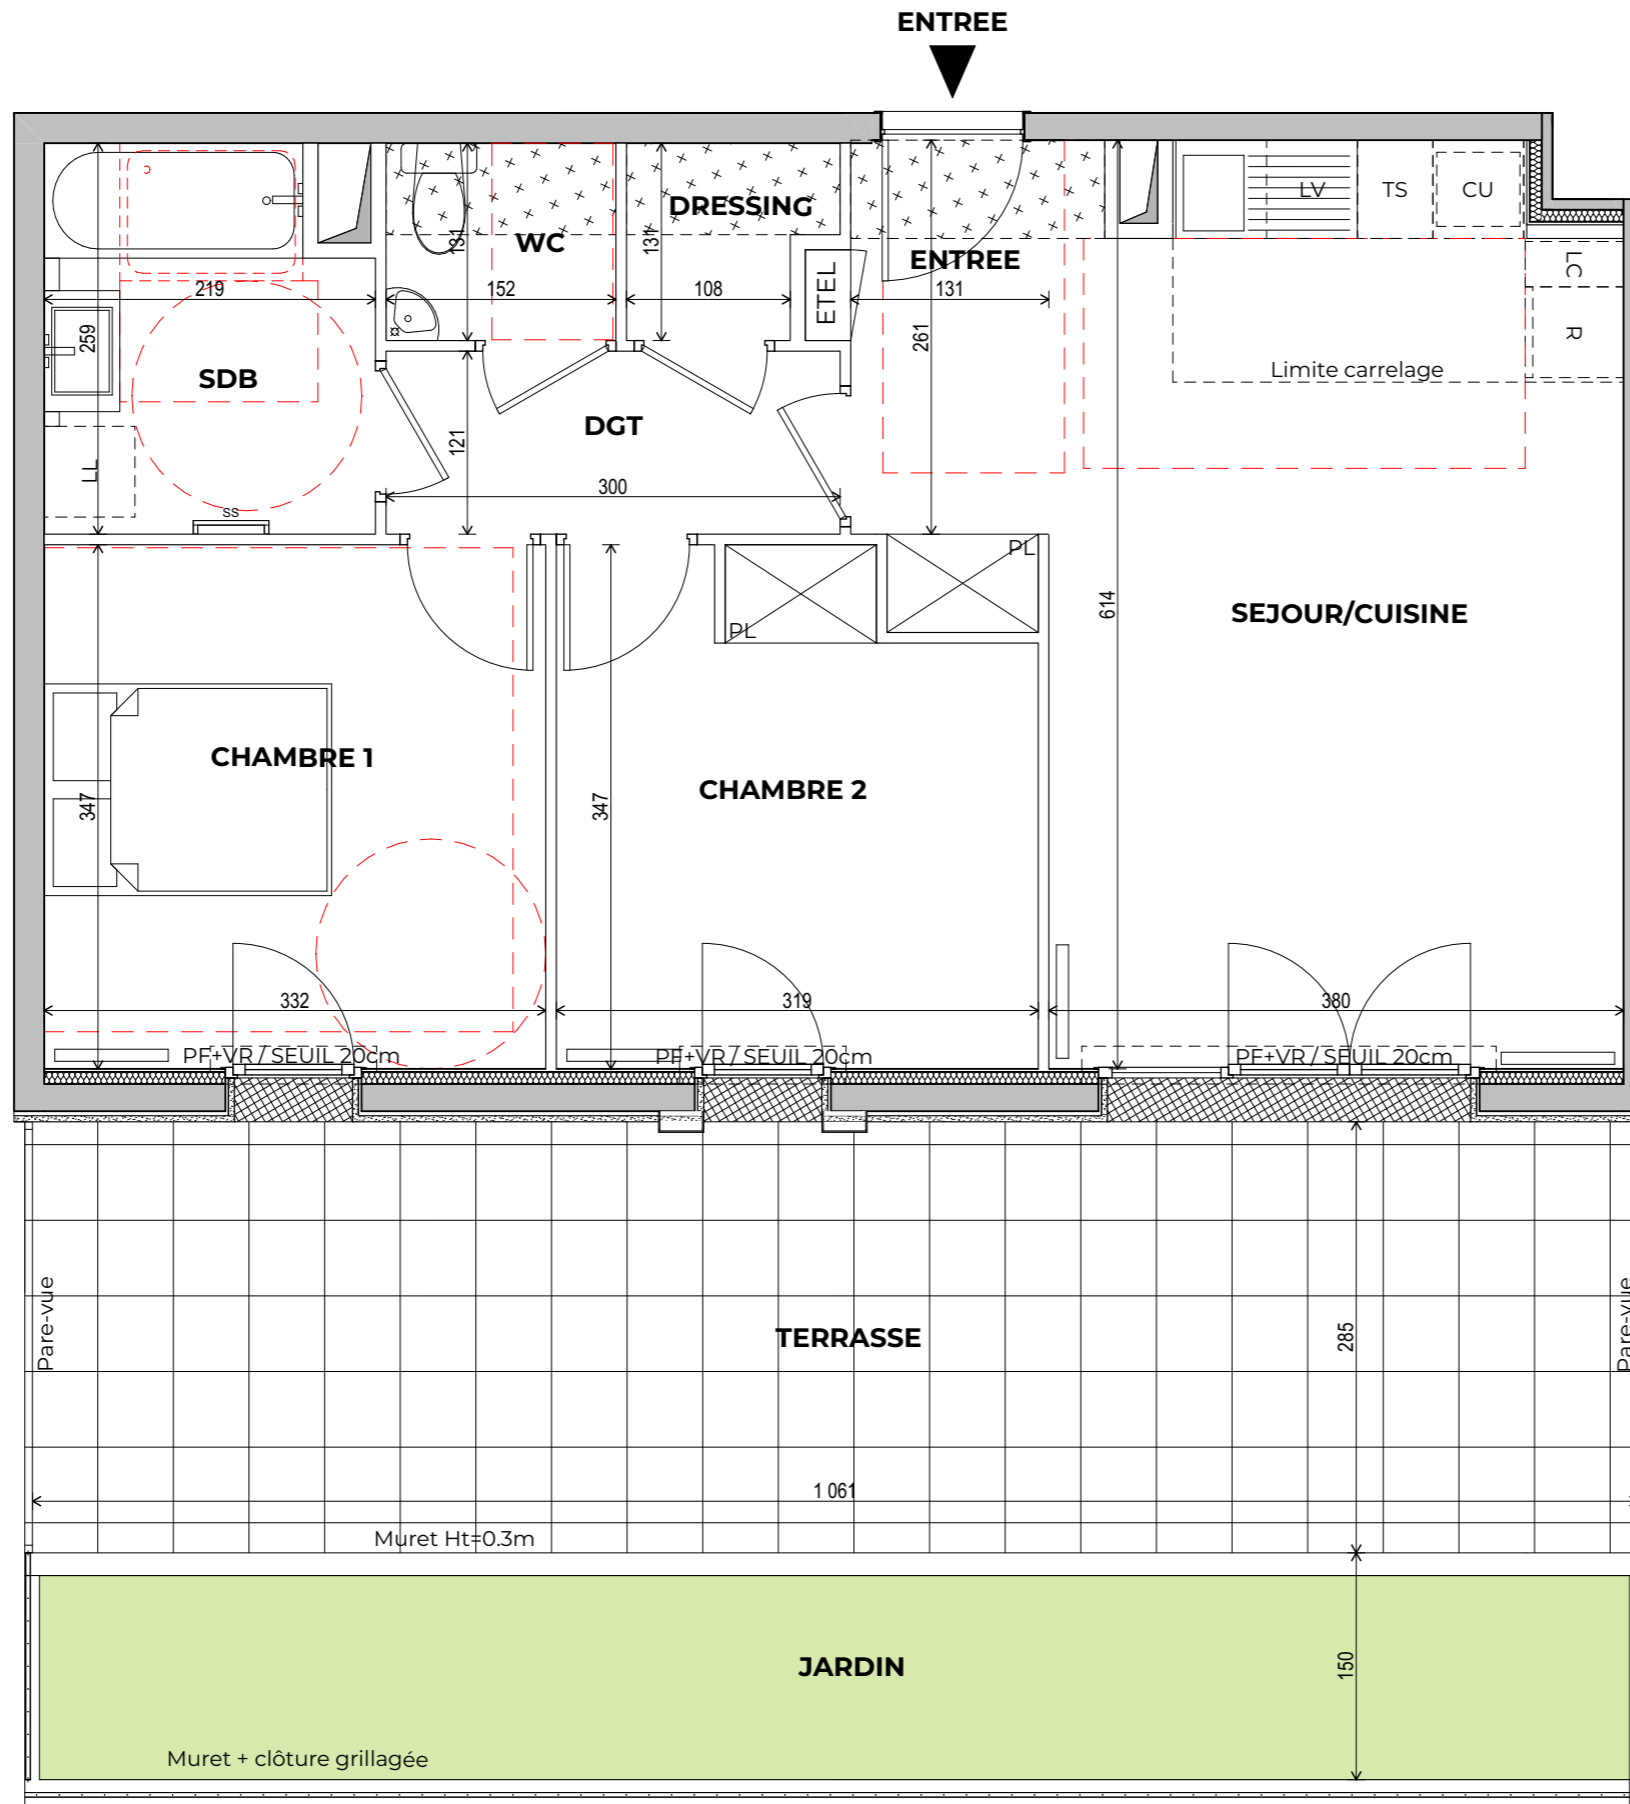 ENTREE
DRESSING
WC
ENTREE
LV
TS
CU
LC
R
ETEL
131
131
219
152
108
131
259
261
Limite carrelage
SDB
DGT
121
LL
300
SS
PL
PL
614
SEJOUR/CUISINE
CHAMBRE 1
CHAMBRE 2
347
347
332
319
380
PF+VR / SEUIL 20cm
PF+VR / SEUIL 20cm
PF+VR / SEUIL 20cm
Pare-vue
TERRASSE
285
Pare-vue
1 061
Muret Ht=0.3m
JARDIN
150
Muret + clôture grillagée